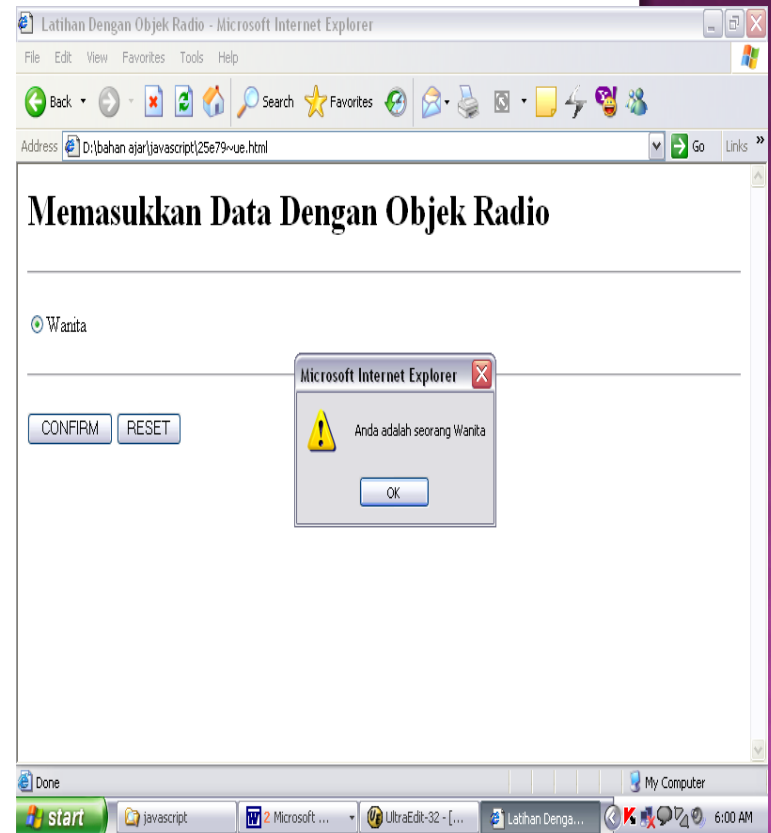 Latihan Dengan Objek Radio - Microsoft Internet Explorer
File Edit View Favorites Tools Help
Back Search Favorites
Address D:\bahan ajar\javascript\25e79~ue.html Go Links »
Memasukkan Data Dengan Objek Radio
Wanita
Microsoft Internet Explorer
CONFIRM RESET
Anda adalah seorang Wanita
OK
Done My Computer
start javascript 2 Microsoft ... UltraEdit-32 - [... Latihan Denga... 6:00 AM